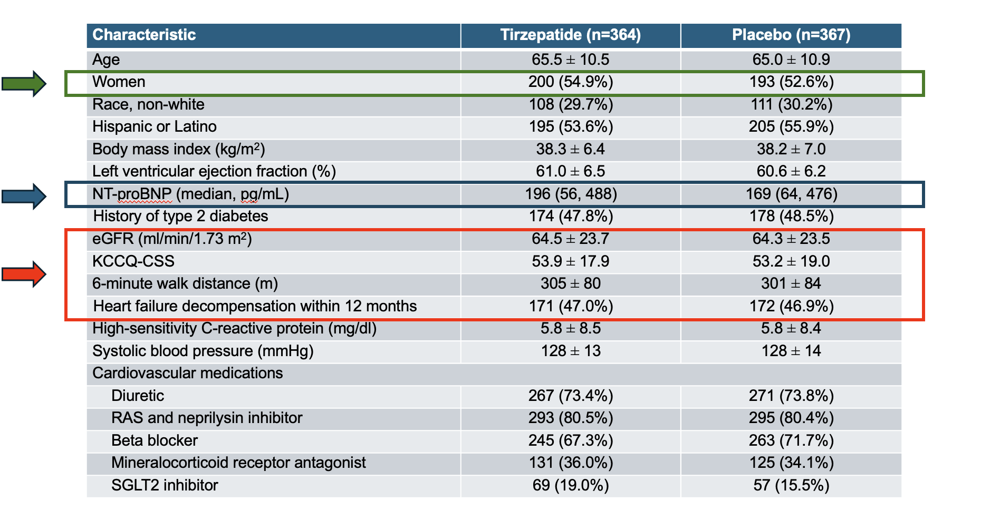 Characteristic Tirzepatide (n=364) Placebo (n=367)
Age 65.5 ± 10.5 65.0 ± 10.9
Women 200 (54.9%) 193 (52.6%)
Race, non-white 108 (29.7%) 111 (30.2%)
Hispanic or Latino 195 (53.6%) 205 (55.9%)
Body mass index (kg/m²) 38.3 ± 6.4 38.2 ± 7.0
Left ventricular ejection fraction (%) 61.0 ± 6.5 60.6 ± 6.2
NT-proBNP (median, pg/mL) 196 (56, 488) 169 (64, 476)
History of type 2 diabetes 174 (47.8%) 178 (48.5%)
eGFR (ml/min/1.73 m²) 64.5 ± 23.7 64.3 ± 23.5
KCCQ-CSS 53.9 ± 17.9 53.2 ± 19.0
6-minute walk distance (m) 305 ± 80 301 ± 84
Heart failure decompensation within 12 months 171 (47.0%) 172 (46.9%)
High-sensitivity C-reactive protein (mg/dl) 5.8 ± 8.5 5.8 ± 8.4
Systolic blood pressure (mmHg) 128 ± 13 128 ± 14
Cardiovascular medications
Diuretic 267 (73.4%) 271 (73.8%)
RAS and neprilysin inhibitor 293 (80.5%) 295 (80.4%)
Beta blocker 245 (67.3%) 263 (71.7%)
Mineralocorticoid receptor antagonist 131 (36.0%) 125 (34.1%)
SGLT2 inhibitor 69 (19.0%) 57 (15.5%)